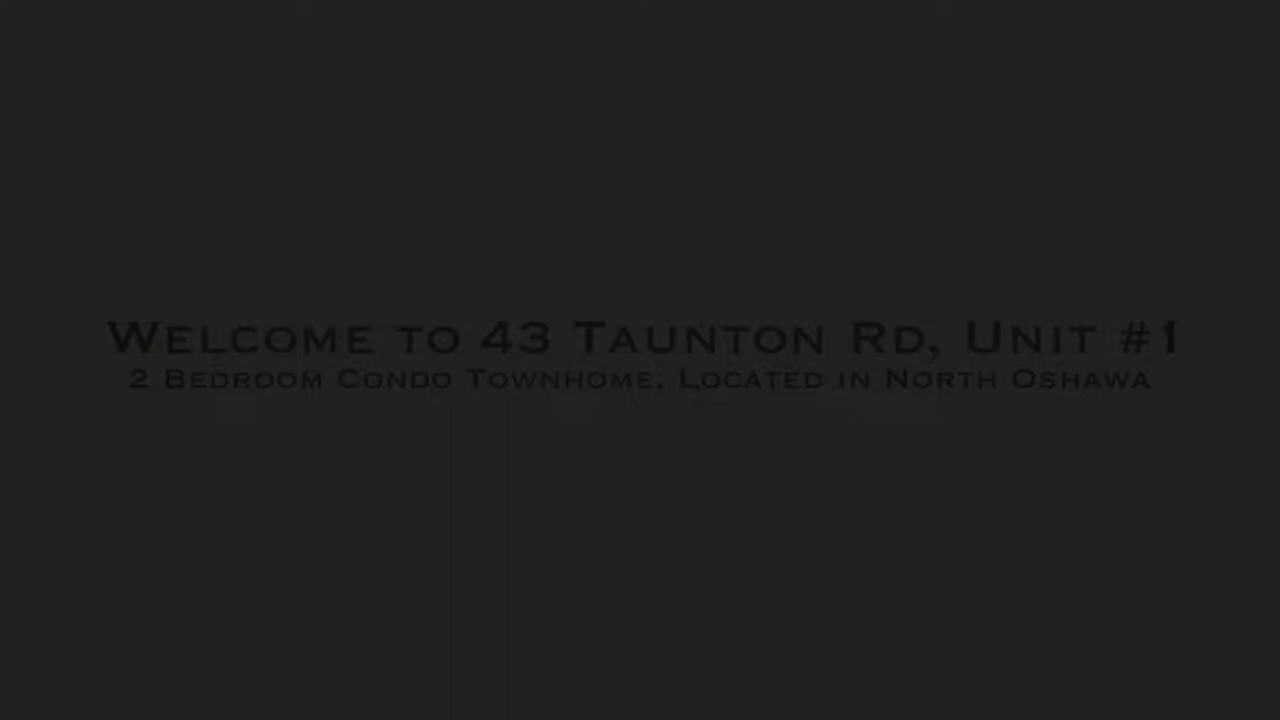 Welcome to 43 Taunton Rd, Unit #1
2 Bedroom Condo Townhome, Located in North Oshawa